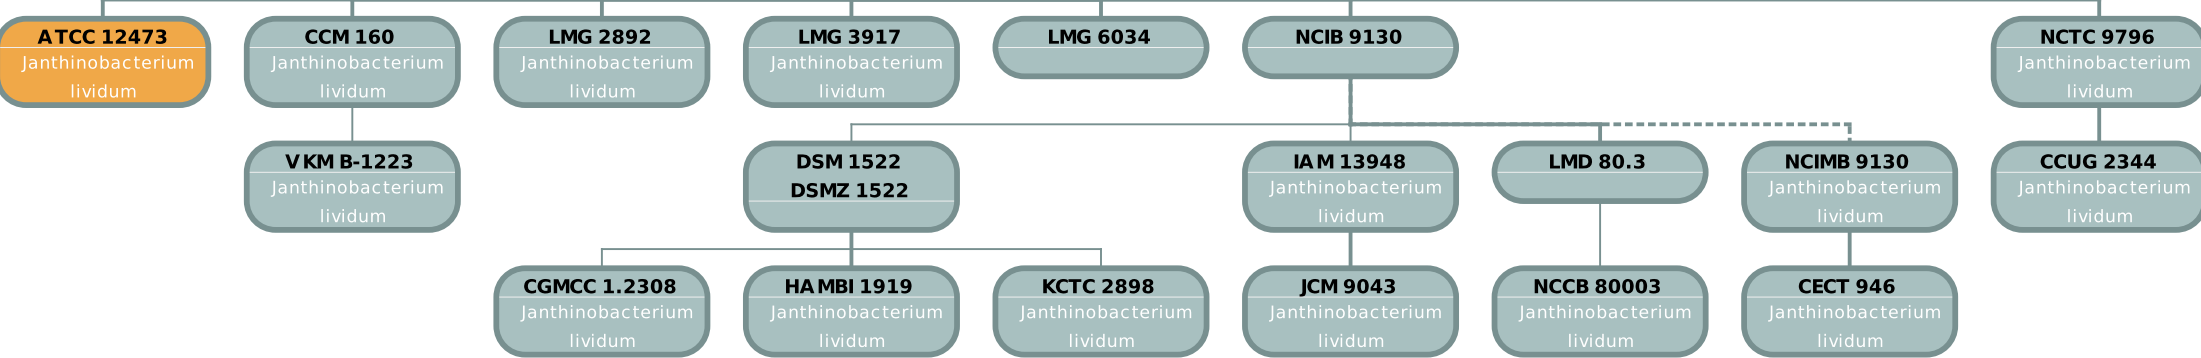 ATCC 12473
Janthinobacterium
lividum
CCM 160
Janthinobacterium
lividum
LMG 2892
Janthinobacterium
lividum
LMG 3917
Janthinobacterium
lividum
LMG 6034
NCIB 9130
NCTC 9796
Janthinobacterium
lividum
VKM B-1223
Janthinobacterium
lividum
DSM 1522
DSMZ 1522
IAM 13948
Janthinobacterium
lividum
LMD 80.3
NCIMB 9130
Janthinobacterium
lividum
CCUG 2344
Janthinobacterium
lividum
CGMCC 1.2308
Janthinobacterium
lividum
HAMBI 1919
Janthinobacterium
lividum
KCTC 2898
Janthinobacterium
lividum
JCM 9043
Janthinobacterium
lividum
NCCB 80003
Janthinobacterium
lividum
CECT 946
Janthinobacterium
lividum